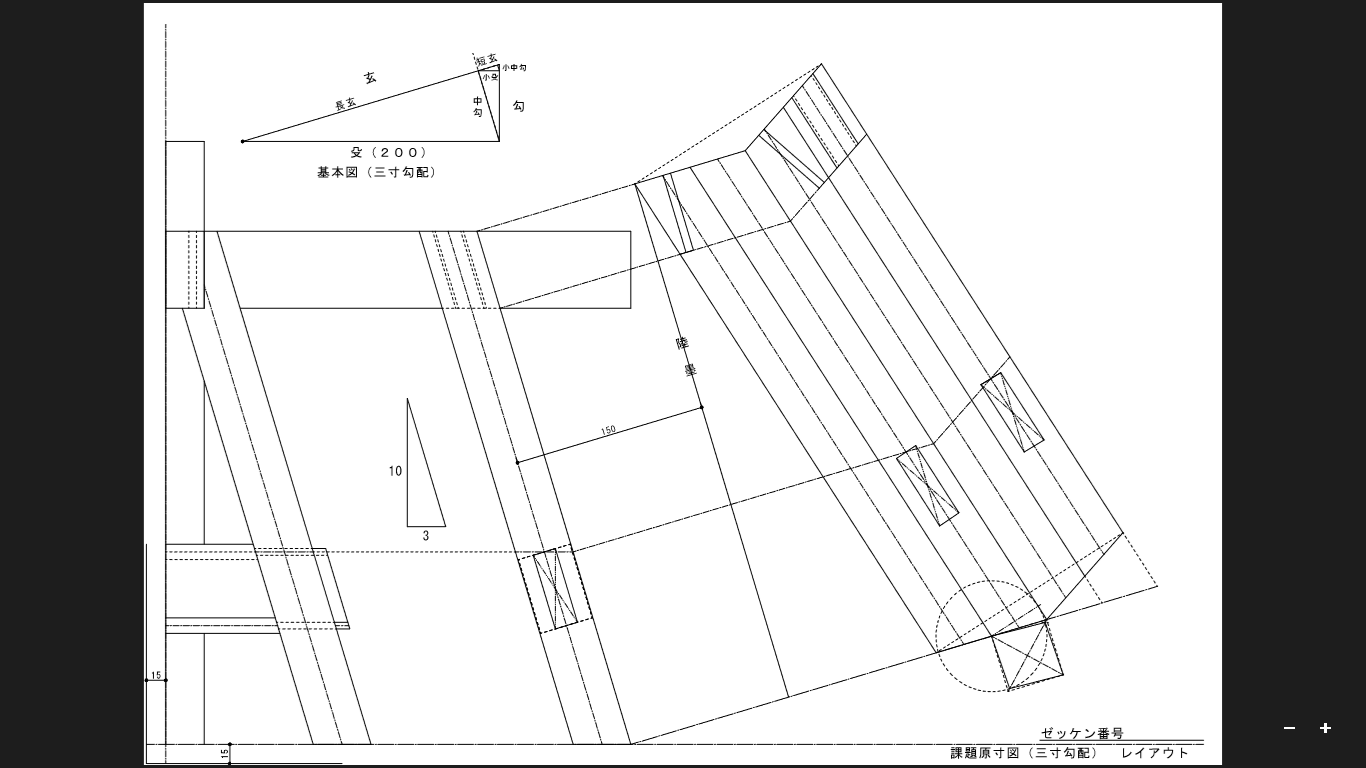 玄
短玄
小中勾
小殳
長玄
中勾
勾
殳（２００）
基本図（三寸勾配）
陸墨
150
10
3
15
15
ゼッケン番号
課題原寸図（三寸勾配）　レイアウト